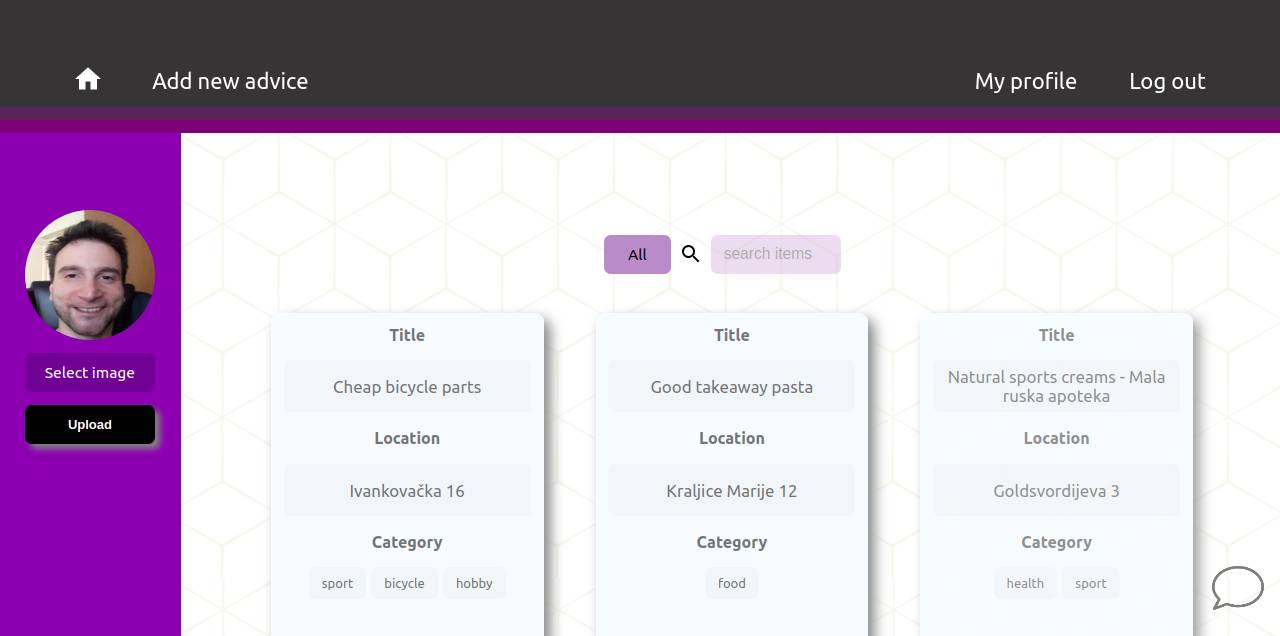 Add new advice
My profile
Log out
Select image
Upload
All
search items
Title
Cheap bicycle parts
Location
Ivankovačka 16
Category
sport
bicycle
hobby
Title
Good takeaway pasta
Location
Kraljice Marije 12
Category
food
Title
Natural sports creams - Mala
ruska apoteka
Location
Goldsvordijeva 3
Category
health
sport